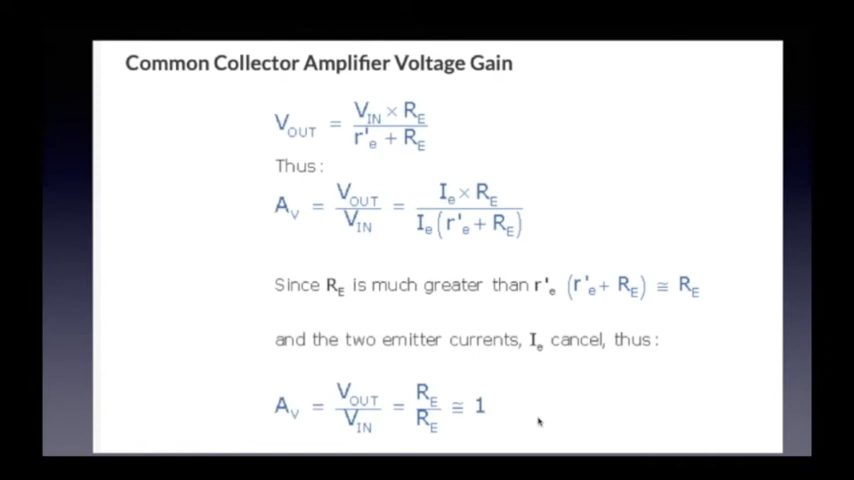 Common Collector Amplifier Voltage Gain
V_OUT = (V_IN × R_E) / (r'_e + R_E)
Thus:
A_V = V_OUT / V_IN = (I_e × R_E) / (I_e(r'_e + R_E))
Since R_E is much greater than r'_e (r'_e + R_E) ≅ R_E
and the two emitter currents, I_e cancel, thus:
A_V = V_OUT / V_IN = R_E / R_E ≅ 1